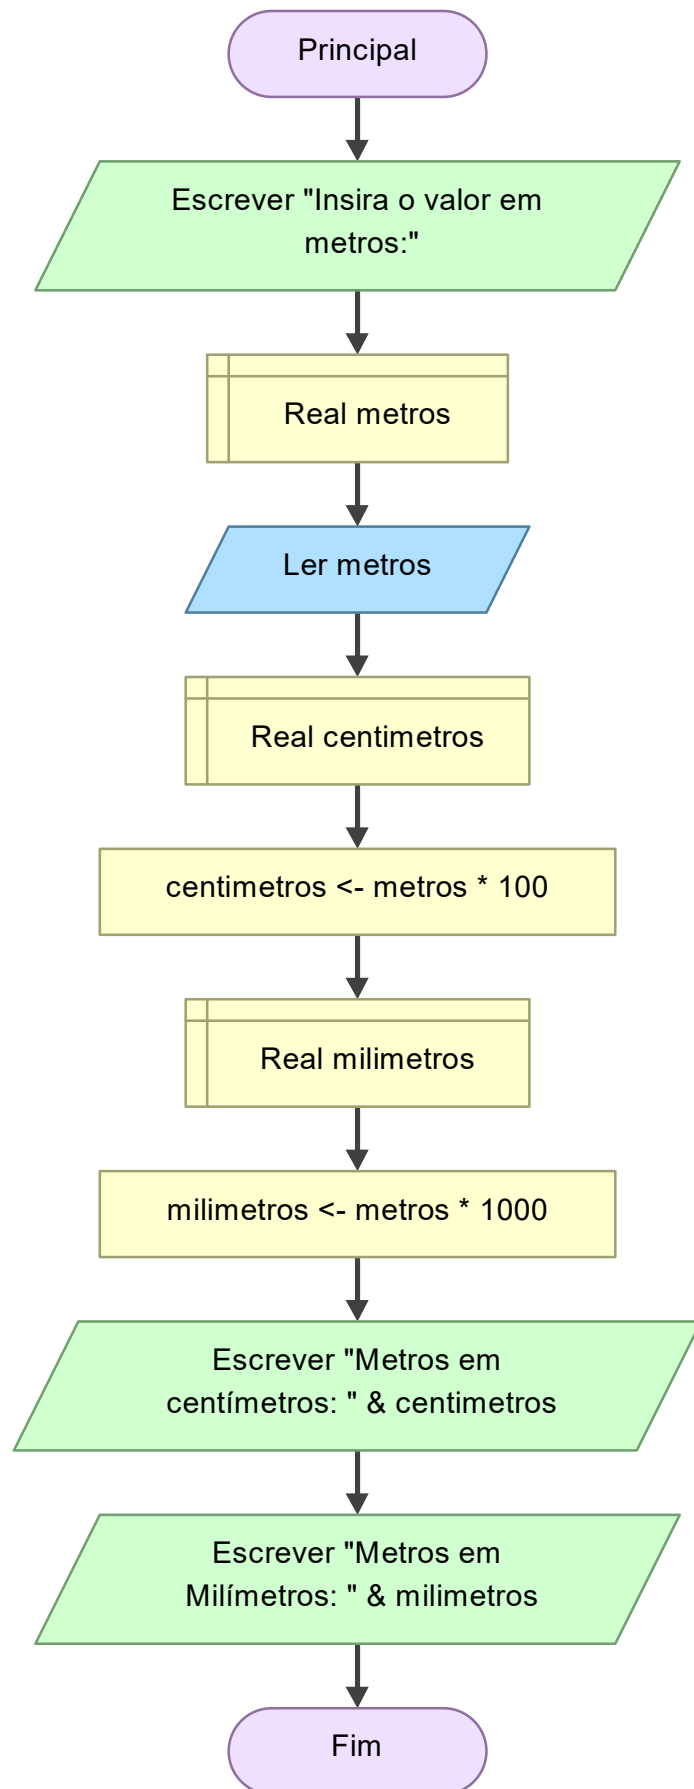 Principal
Escrever "Insira o valor em
metros:"
Real metros
Ler metros
Real centimetros
centimetros <- metros * 100
Real milimetros
milimetros <- metros * 1000
Escrever "Metros em
centímetros: " & centimetros
Escrever "Metros em
Milímetros: " & milimetros
Fim